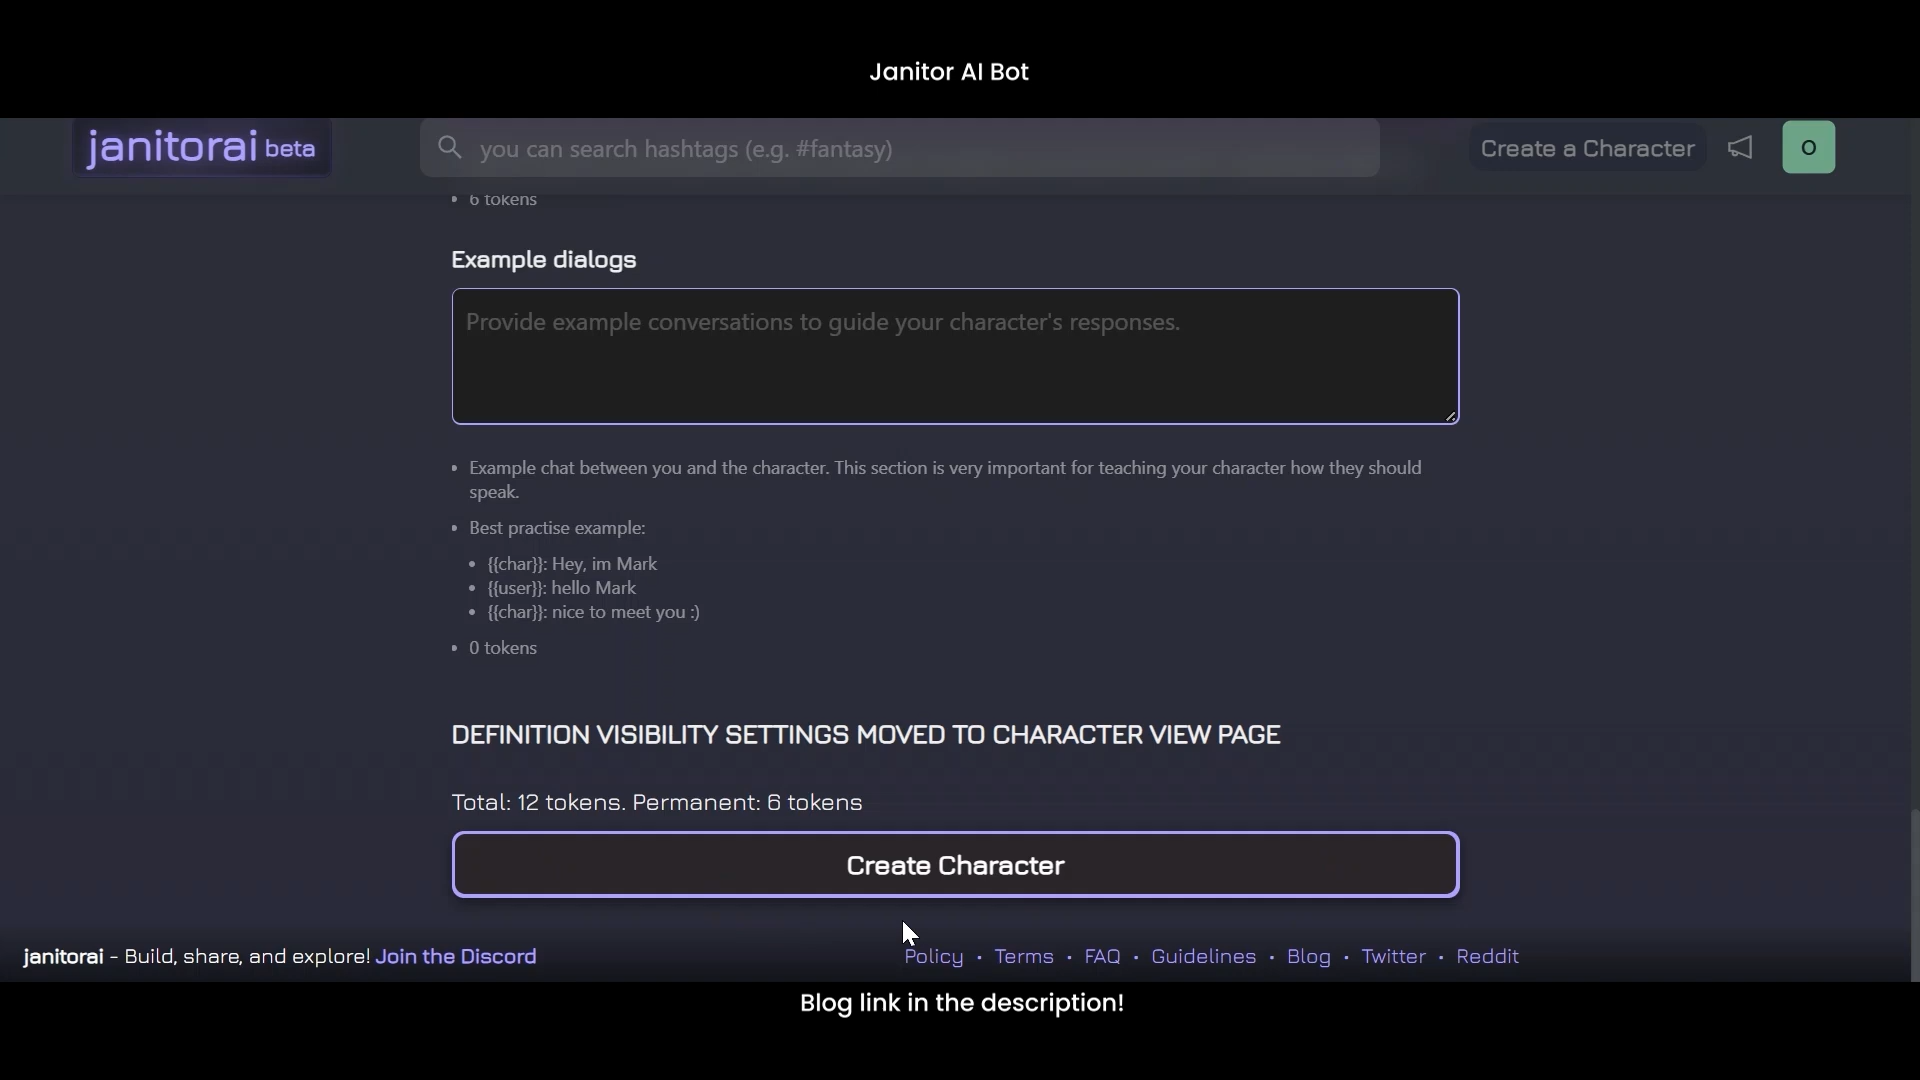 Janitor AI Bot
janitorai beta
you can search hashtags (e.g. #fantasy)
Create a Character
O
6 tokens
Example dialogs
Provide example conversations to guide your character's responses.
Example chat between you and the character. This section is very important for teaching your character how they should
speak.
Best practise example:
{{char}}: Hey, im Mark
{{user}}: hello Mark
{{char}}: nice to meet you :)
0 tokens
DEFINITION VISIBILITY SETTINGS MOVED TO CHARACTER VIEW PAGE
Total: 12 tokens. Permanent: 6 tokens
Create Character
janitorai - Build, share, and explore! Join the Discord
Policy • Terms • FAQ • Guidelines • Blog • Twitter • Reddit
Blog link in the description!